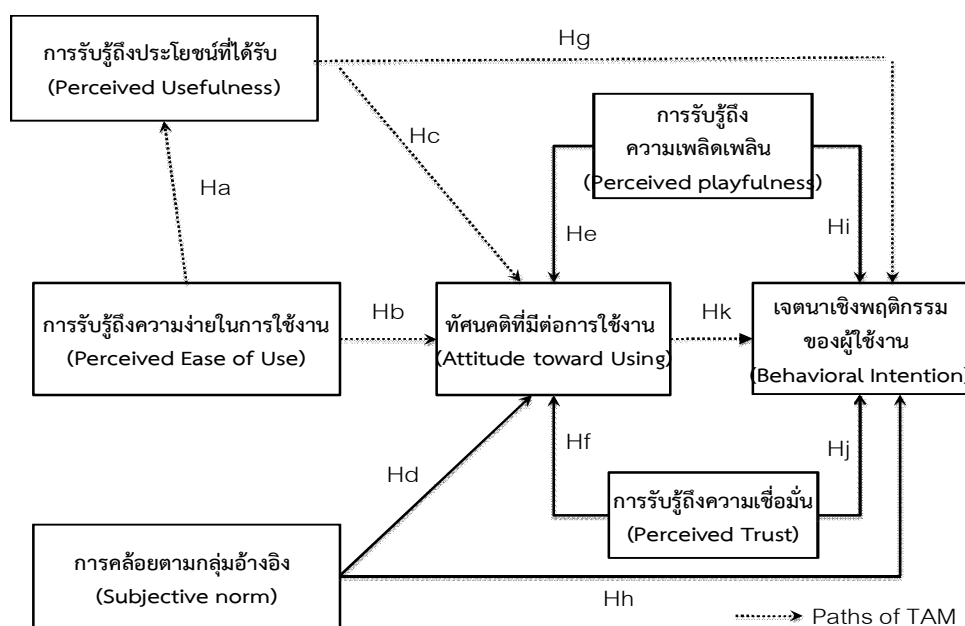 การรับรู้ถึงประโยชน์ที่ได้รับ
(Perceived Usefulness)
Hg
การรับรู้ถึง
ความเพลิดเพลิน
(Perceived playfulness)
Hc
Ha
He
Hi
การรับรู้ถึงความง่ายในการใช้งาน
(Perceived Ease of Use)
Hb
ทัศนคติที่มีต่อการใช้งาน
(Attitude toward Using)
Hk
เจตนาเชิงพฤติกรรม
ของผู้ใช้งาน
(Behavioral Intention)
Hd
Hf
Hj
การรับรู้ถึงความเชื่อมั่น
(Perceived Trust)
การคล้อยตามกลุ่มอ้างอิง
(Subjective norm)
Hh
Paths of TAM